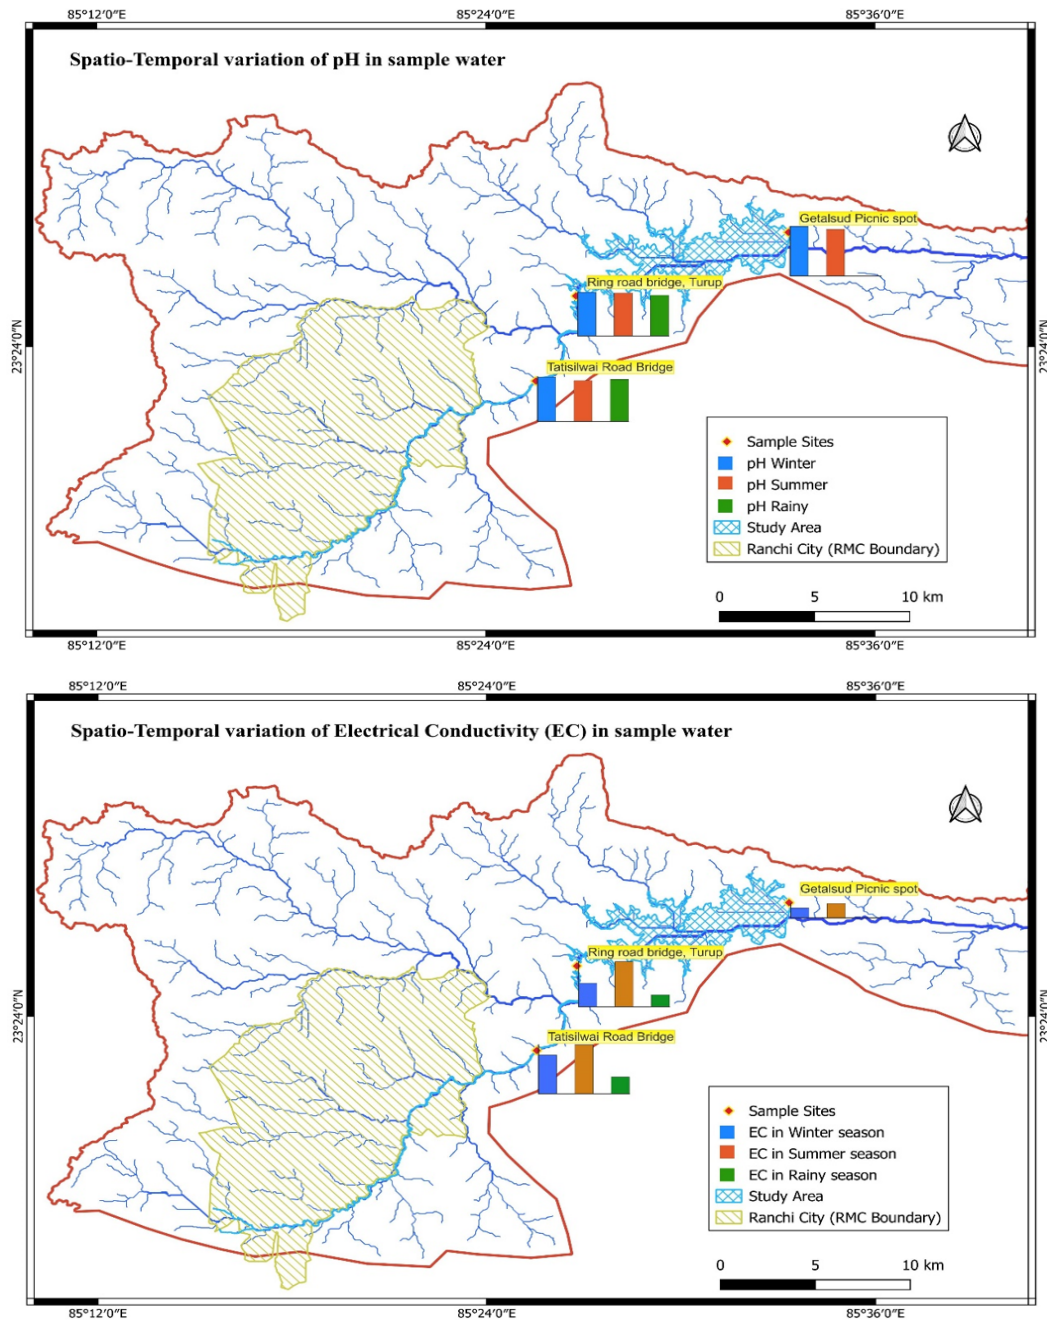 85°12′0″E 85°24′0″E 85°36′0″E
Spatio-Temporal variation of pH in sample water
Getalsud Picnic spot
Ring road bridge, Turup
23°24′0″N 23°24′0″N
Tatisilwai Road Bridge
Sample Sites
pH Winter
pH Summer
pH Rainy
Study Area
Ranchi City (RMC Boundary)
0 5 10 km
85°12′0″E 85°24′0″E 85°36′0″E
85°12′0″E 85°24′0″E 85°36′0″E
Spatio-Temporal variation of Electrical Conductivity (EC) in sample water
Getalsud Picnic spot
Ring road bridge, Turup
23°24′0″N 23°24′0″N
Tatisilwai Road Bridge
Sample Sites
EC in Winter season
EC in Summer season
EC in Rainy season
Study Area
Ranchi City (RMC Boundary)
0 5 10 km
85°12′0″E 85°24′0″E 85°36′0″E